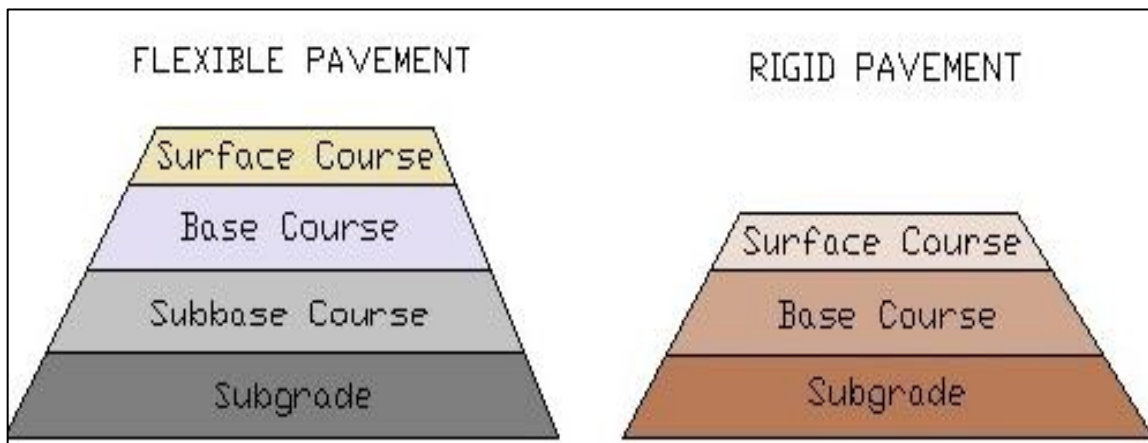 FLEXIBLE PAVEMENT
Surface Course
Base Course
Subbase Course
Subgrade
RIGID PAVEMENT
Surface Course
Base Course
Subgrade